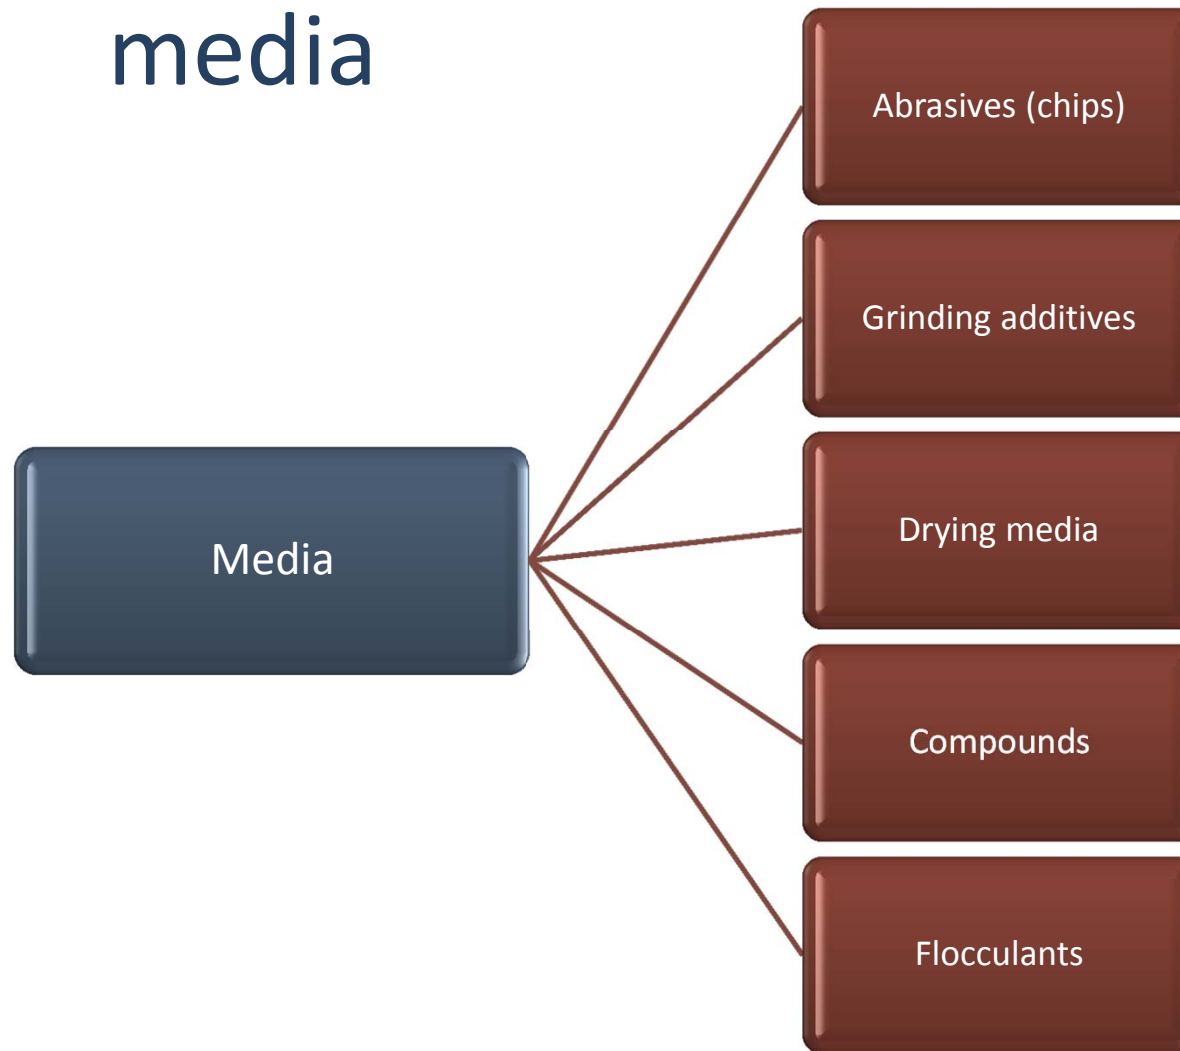 media
Media
Abrasives (chips)
Grinding additives
Drying media
Compounds
Flocculants